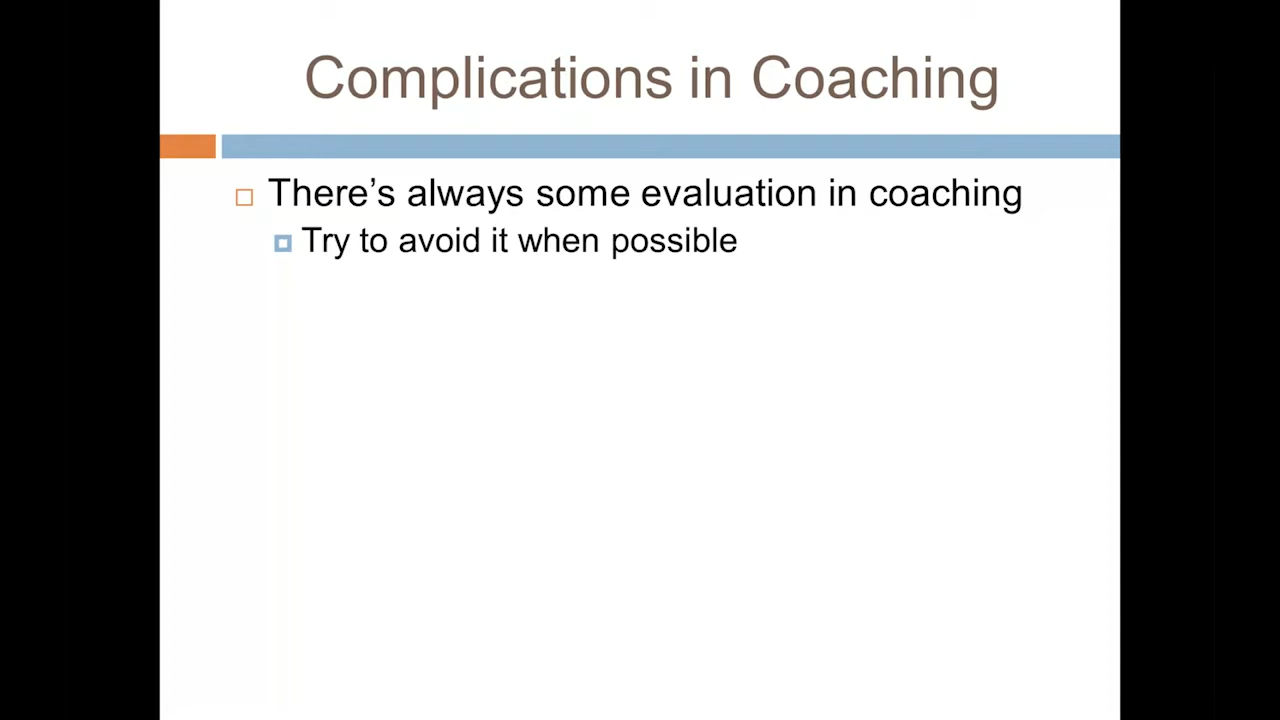 Complications in Coaching
There’s always some evaluation in coaching
Try to avoid it when possible